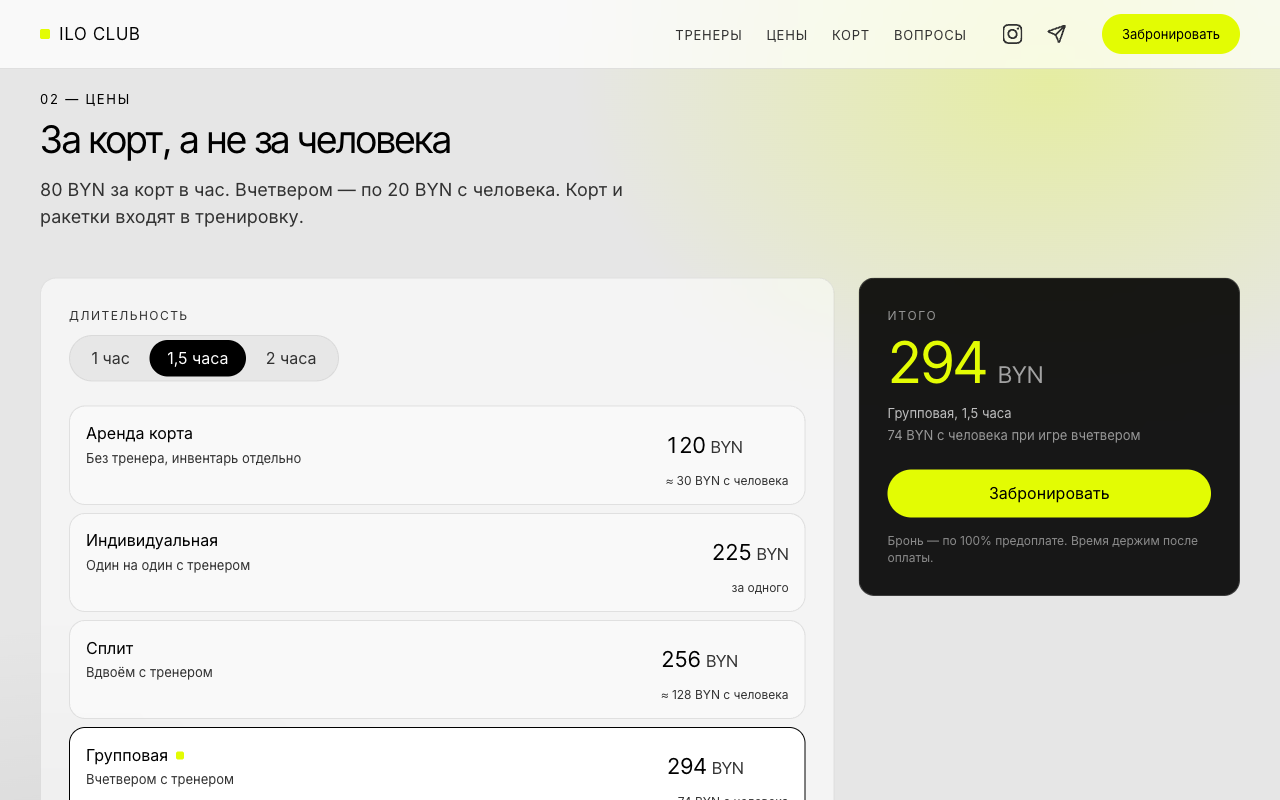 ILO CLUB
ТРЕНЕРЫ
ЦЕНЫ
КОРТ
ВОПРОСЫ
Забронировать
02 — ЦЕНЫ
За корт, а не за человека
80 BYN за корт в час. Вчетвером — по 20 BYN с человека. Корт и
ракетки входят в тренировку.
ДЛИТЕЛЬНОСТЬ
1 час
1,5 часа
2 часа
Аренда корта
Без тренера, инвентарь отдельно
120 BYN
≈ 30 BYN с человека
Индивидуальная
Один на один с тренером
225 BYN
за одного
Сплит
Вдвоём с тренером
256 BYN
≈ 128 BYN с человека
Групповая
Вчетвером с тренером
294 BYN
ИТОГО
294 BYN
Групповая, 1,5 часа
74 BYN с человека при игре вчетвером
Забронировать
Бронь — по 100% предоплате. Время держим после
оплаты.